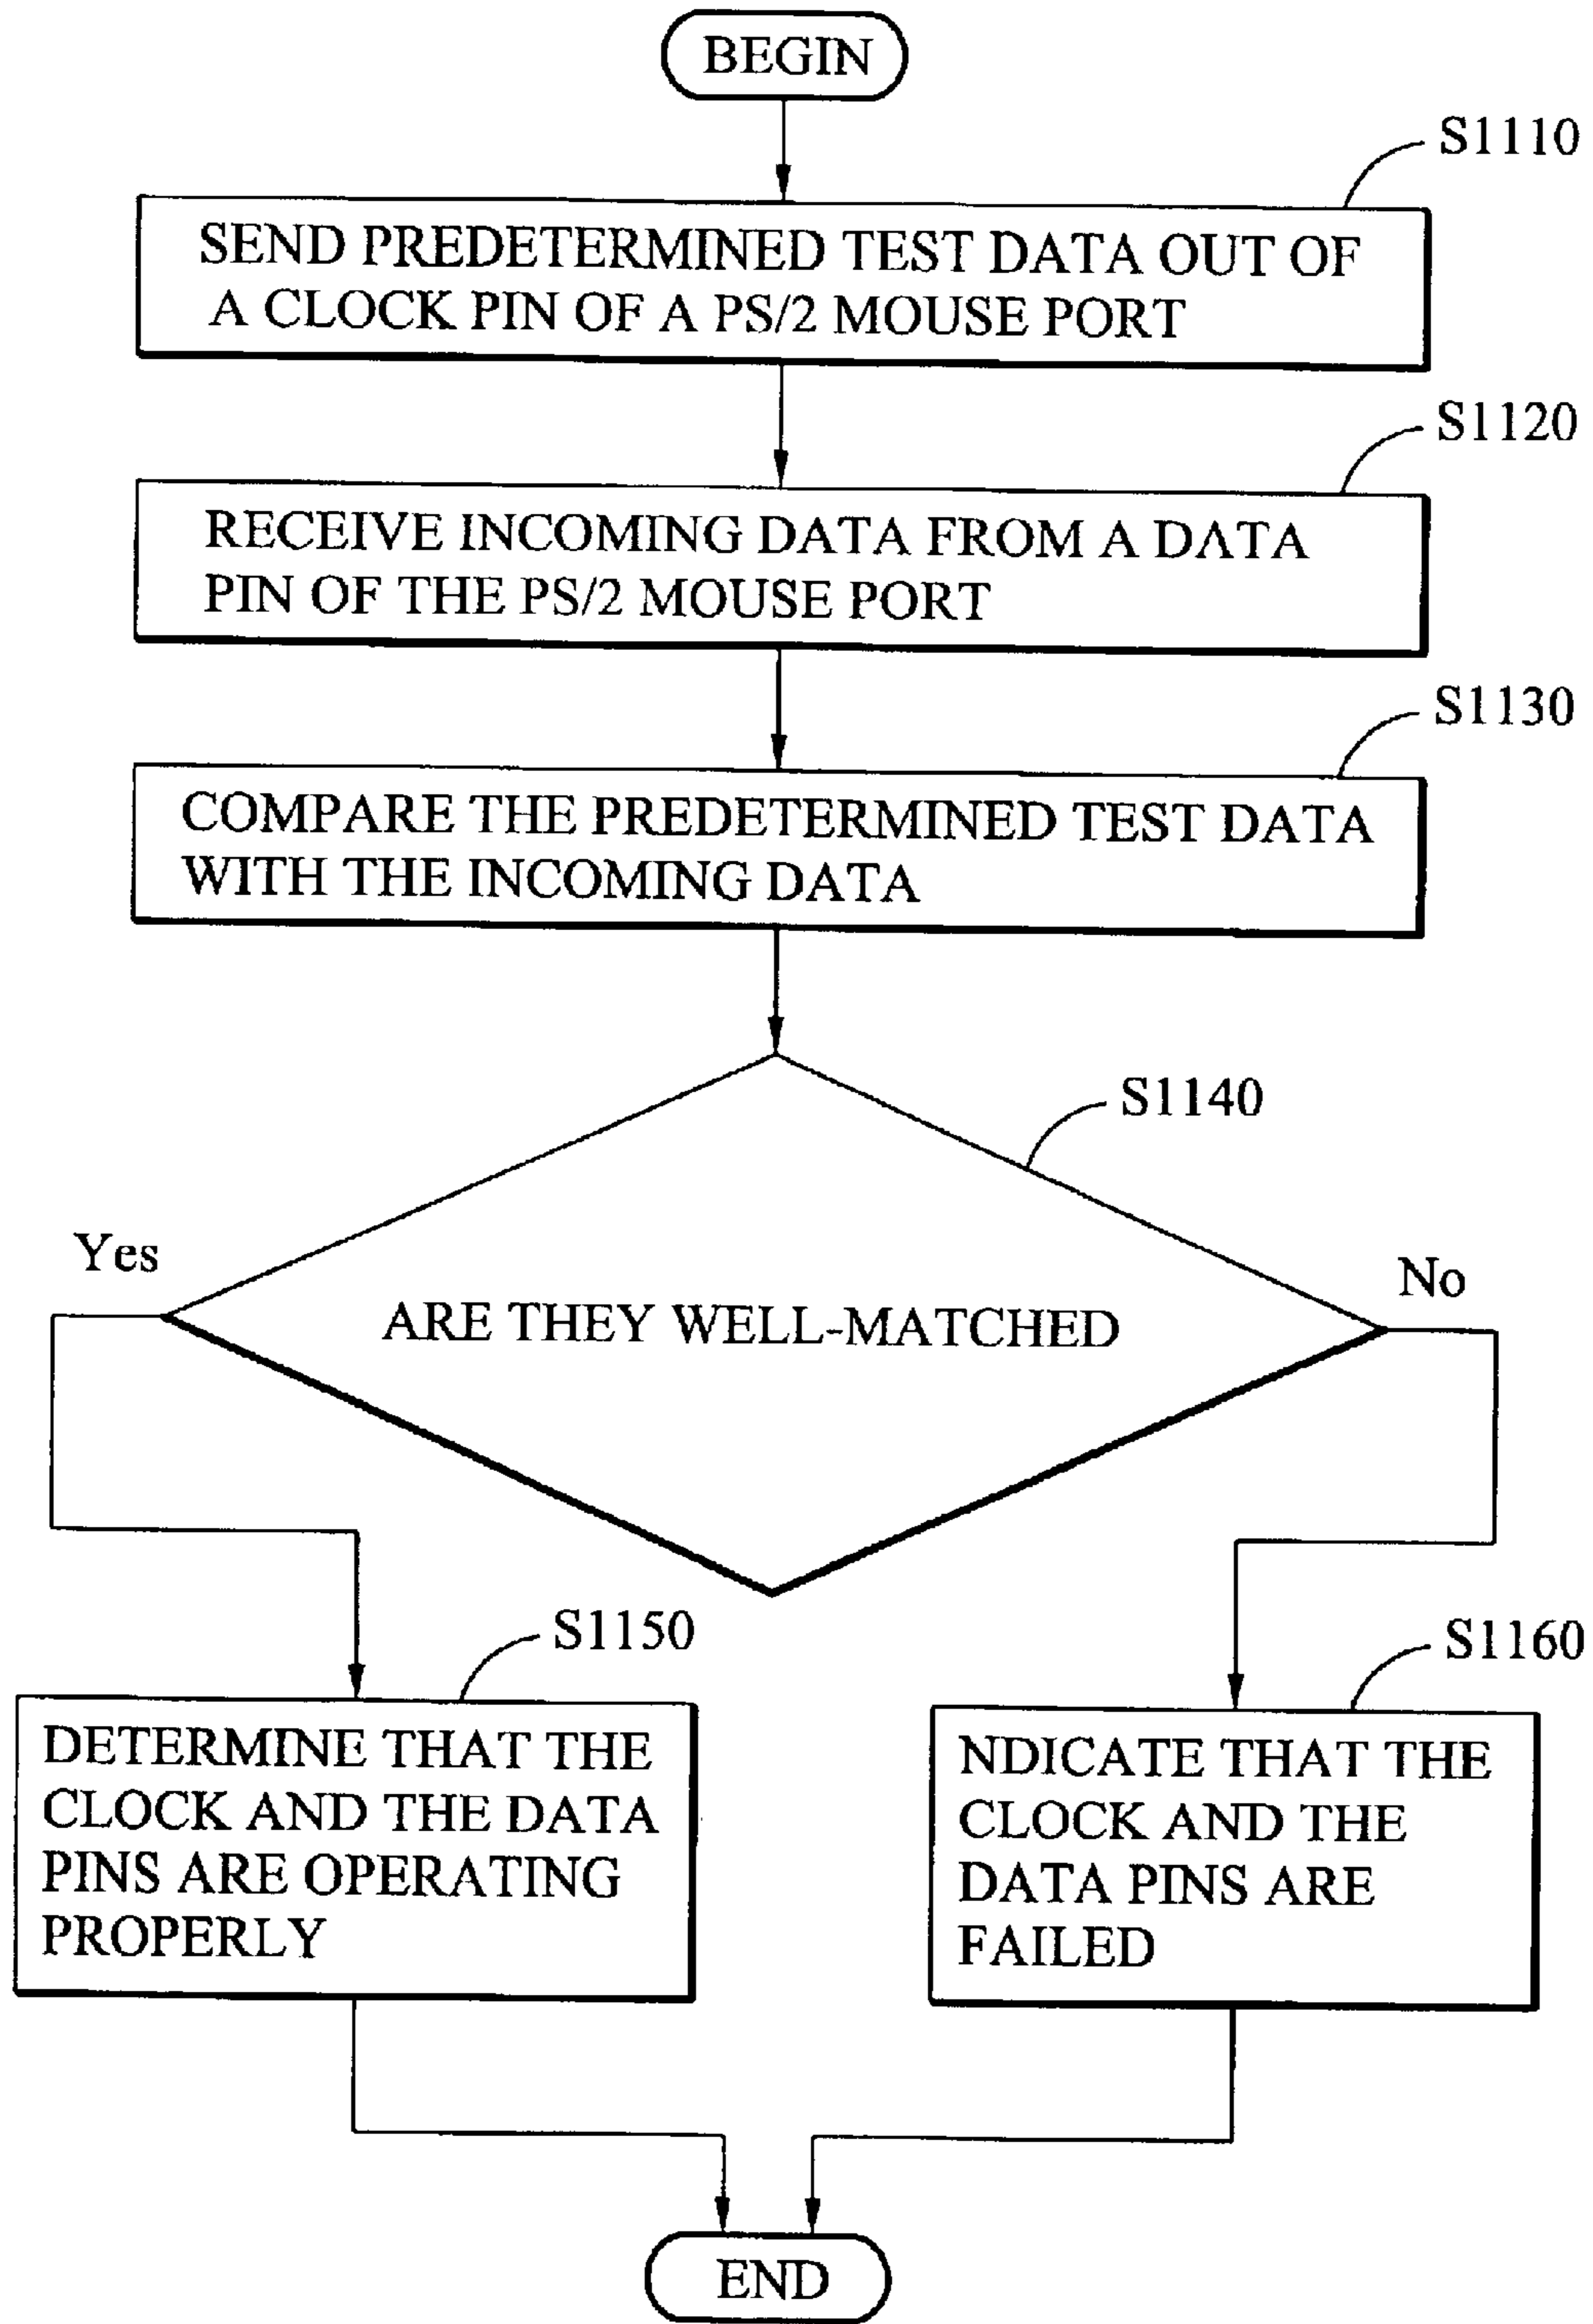 BEGIN
S1110
SEND PREDETERMINED TEST DATA OUT OF
A CLOCK PIN OF A PS/2 MOUSE PORT
S1120
RECEIVE INCOMING DATA FROM A DATA
PIN OF THE PS/2 MOUSE PORT
S1130
COMPARE THE PREDETERMINED TEST DATA
WITH THE INCOMING DATA
S1140
Yes
No
ARE THEY WELL-MATCHED
S1150
DETERMINE THAT THE
CLOCK AND THE DATA
PINS ARE OPERATING
PROPERLY
S1160
NDICATE THAT THE
CLOCK AND THE
DATA PINS ARE
FAILED
END